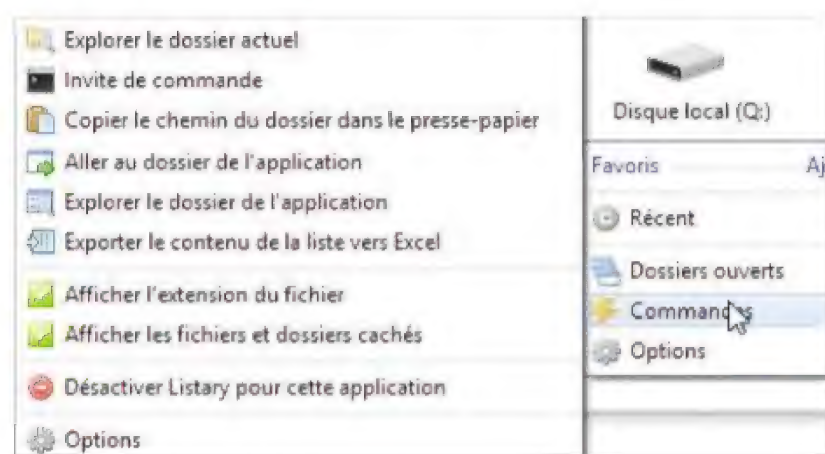 Explorer le dossier actuel
Invite de commande
Copier le chemin du dossier dans le presse-papier
Aller au dossier de l'application
Explorer le dossier de l'application
Exporter le contenu de la liste vers Excel
Afficher l'extension du fichier
Afficher les fichiers et dossiers cachés
Désactiver Listary pour cette application
Options
Disque local (Q:)
Favoris Aj
Récent
Dossiers ouverts
Commandes
Options